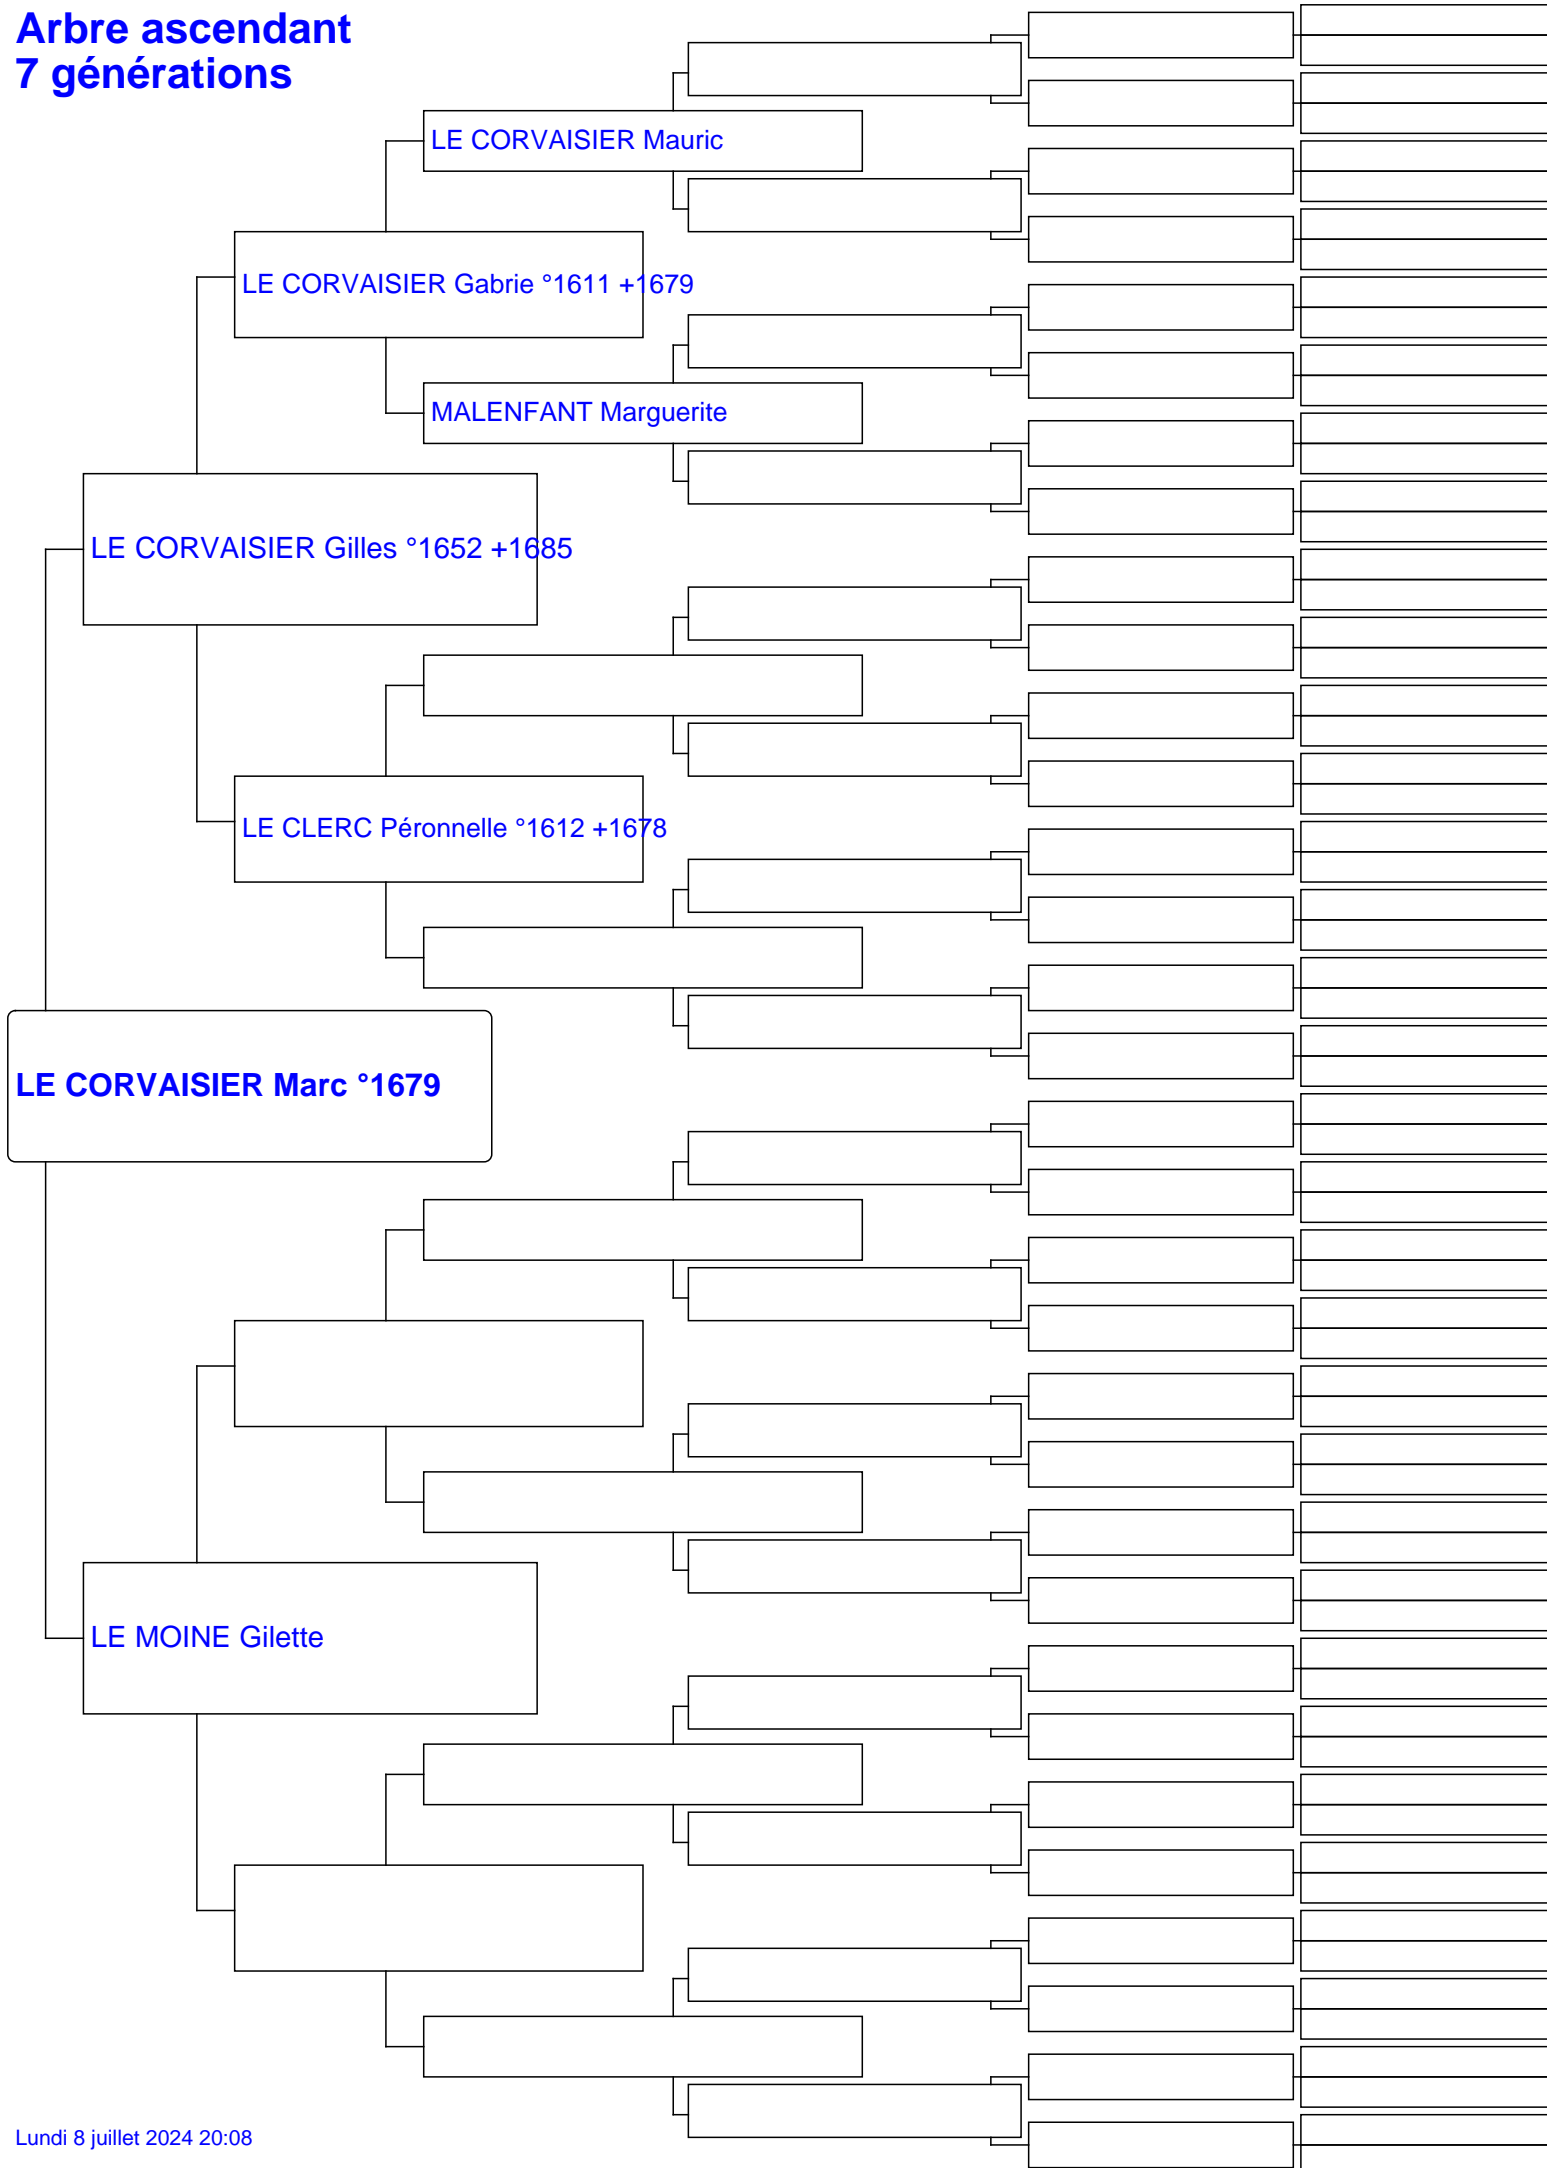 Arbre ascendant
7 générations
LE CORVAISIER Mauric
LE CORVAISIER Gabrie °1611 +1679
MALENFANT Marguerite
LE CORVAISIER Gilles °1652 +1685
LE CLERC Péronnelle °1612 +1678
LE CORVAISIER Marc °1679
LE MOINE Gilette
Lundi 8 juillet 2024 20:08